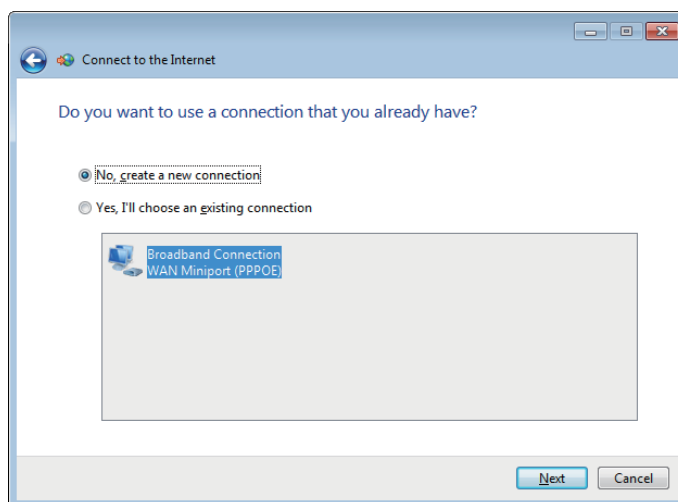 Connect to the Internet
Do you want to use a connection that you already have?
No, create a new connection
Yes, I'll choose an existing connection
Broadband Connection
WAN Miniport (PPPOE)
Next
Cancel